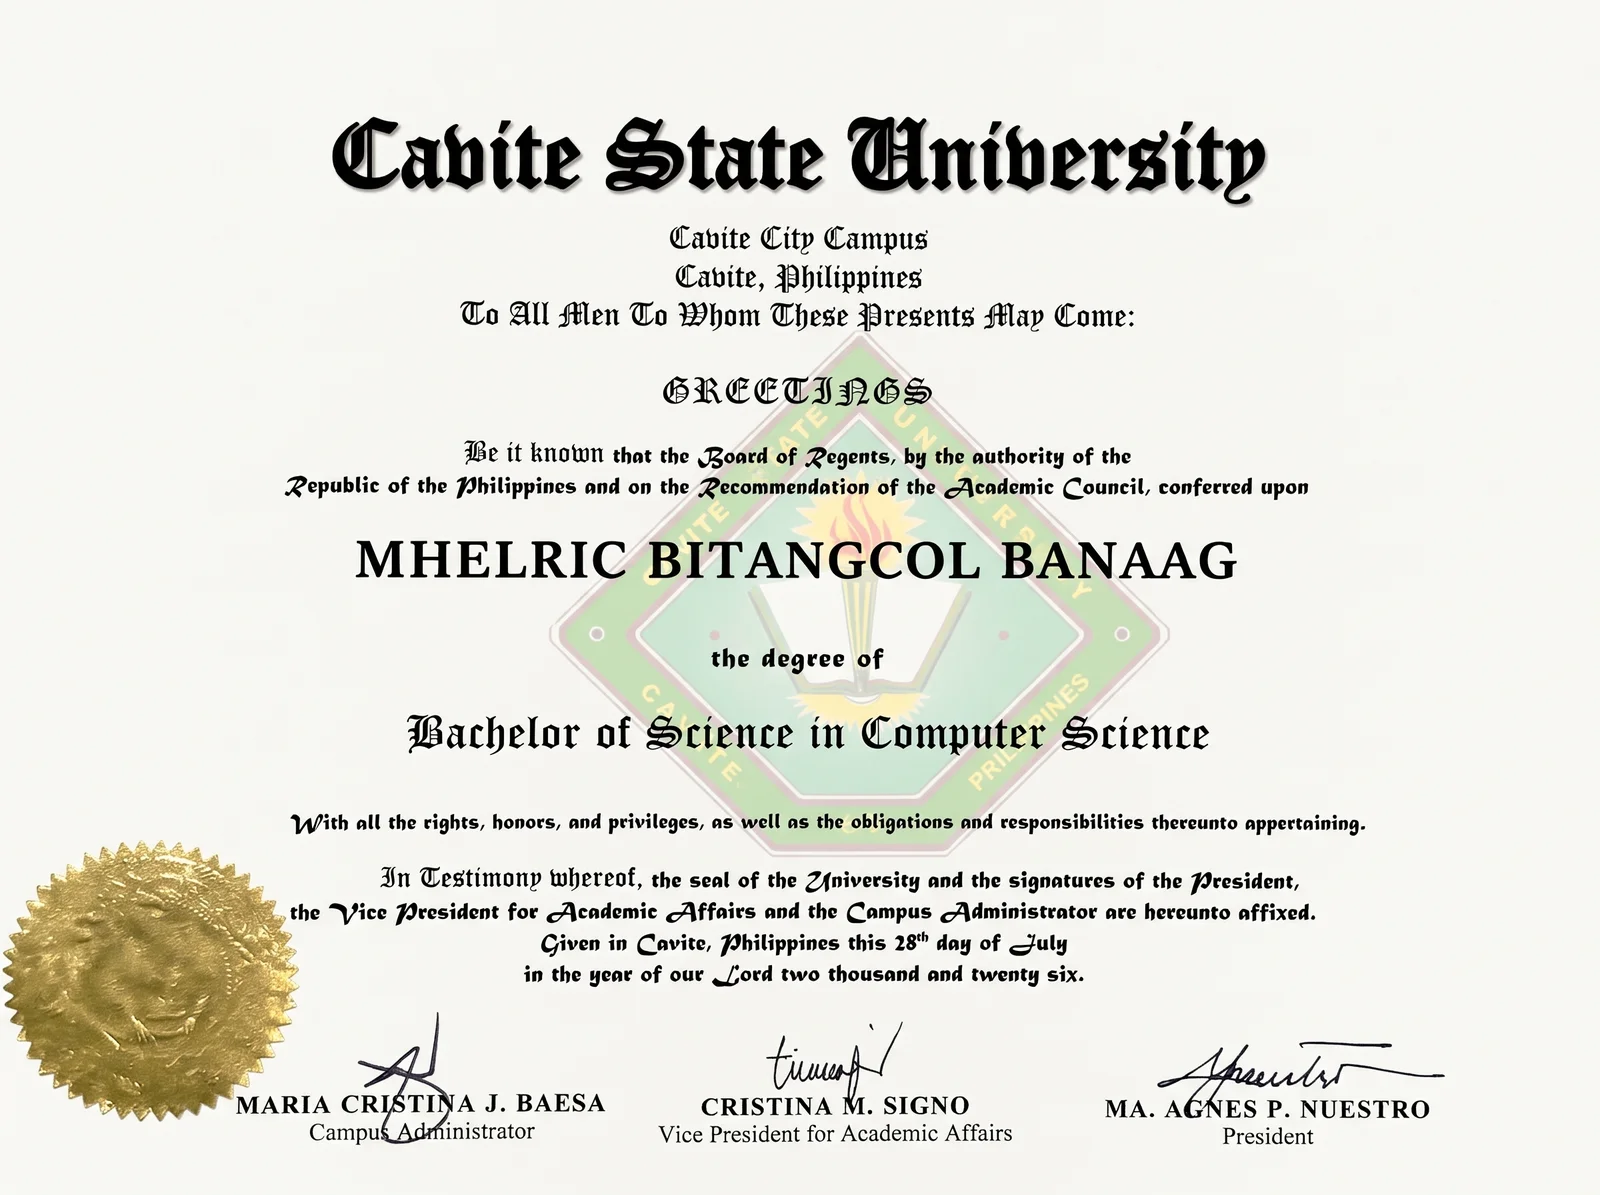 Cavite State University
Cavite City Campus
Cavite, Philippines
To All Men To Whom These Presents May Come:
GREETINGS
Be it known that the Board of Regents, by the authority of the
Republic of the Philippines and on the Recommendation of the Academic Council, conferred upon
MHELRIC BITANGCOL BANAAG
the degree of
Bachelor of Science in Computer Science
With all the rights, honors, and privileges, as well as the obligations and responsibilities thereunto appertaining.
In Testimony whereof, the seal of the University and the signatures of the President,
the Vice President for Academic Affairs and the Campus Administrator are hereunto affixed.
Given in Cavite, Philippines this 28th day of July
in the year of our Lord two thousand and twenty six.
MARIA CRISTINA J. BAESA
Campus Administrator
CRISTINA M. SIGNO
Vice President for Academic Affairs
MA. AGNES P. NUESTRO
President
CAVITE STATE
CAVITE
PHILIPPINES